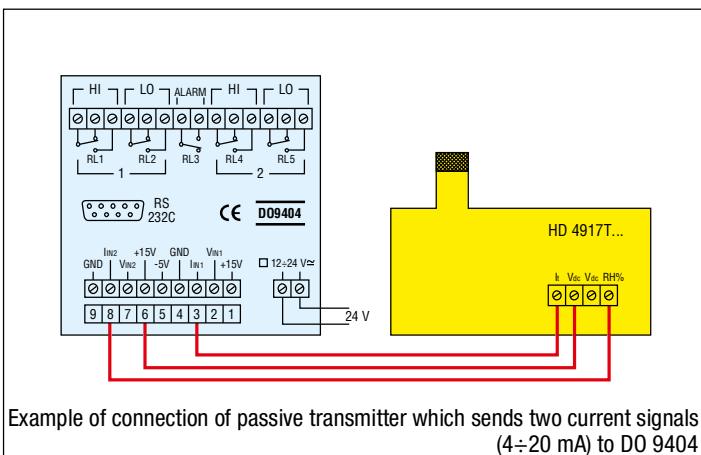 HI LO ALARM HI LO
RL1 RL2 RL3 RL4 RL5
1 2
RS
232C
CE DO9404
IIN2 +15V GND VIN1
GND VIN2 -5V IIN1 +15V
12÷24 V≃
9 8 7 6 5 4 3 2 1
24 V
HD 4917T...
It Vdc Vdc RH%
Example of connection of passive transmitter which sends two current signals
(4÷20 mA) to DO 9404